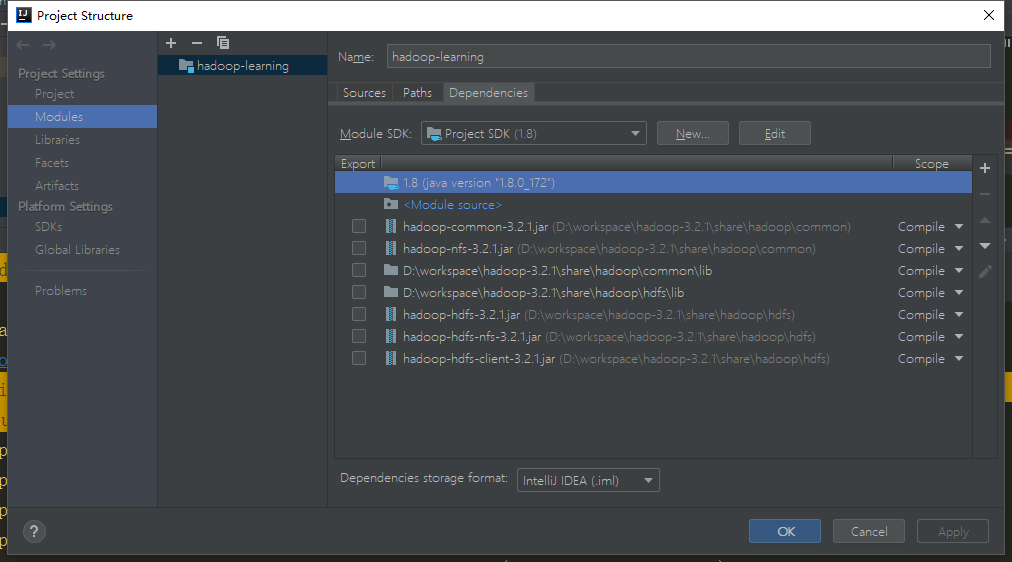 Project Structure
Project Settings
Project
Modules
Libraries
Facets
Artifacts
Platform Settings
SDKs
Global Libraries
Problems
hadoop-learning
Name: hadoop-learning
Sources Paths Dependencies
Module SDK: Project SDK (1.8) New... Edit
Export Scope
1.8 (java version "1.8.0_172")
<Module source>
hadoop-common-3.2.1.jar (D:\workspace\hadoop-3.2.1\share\hadoop\common) Compile
hadoop-nfs-3.2.1.jar (D:\workspace\hadoop-3.2.1\share\hadoop\common) Compile
D:\workspace\hadoop-3.2.1\share\hadoop\common\lib Compile
D:\workspace\hadoop-3.2.1\share\hadoop\hdfs\lib Compile
hadoop-hdfs-3.2.1.jar (D:\workspace\hadoop-3.2.1\share\hadoop\hdfs) Compile
hadoop-hdfs-nfs-3.2.1.jar (D:\workspace\hadoop-3.2.1\share\hadoop\hdfs) Compile
hadoop-hdfs-client-3.2.1.jar (D:\workspace\hadoop-3.2.1\share\hadoop\hdfs) Compile
Dependencies storage format: IntelliJ IDEA (.iml)
? OK Cancel Apply